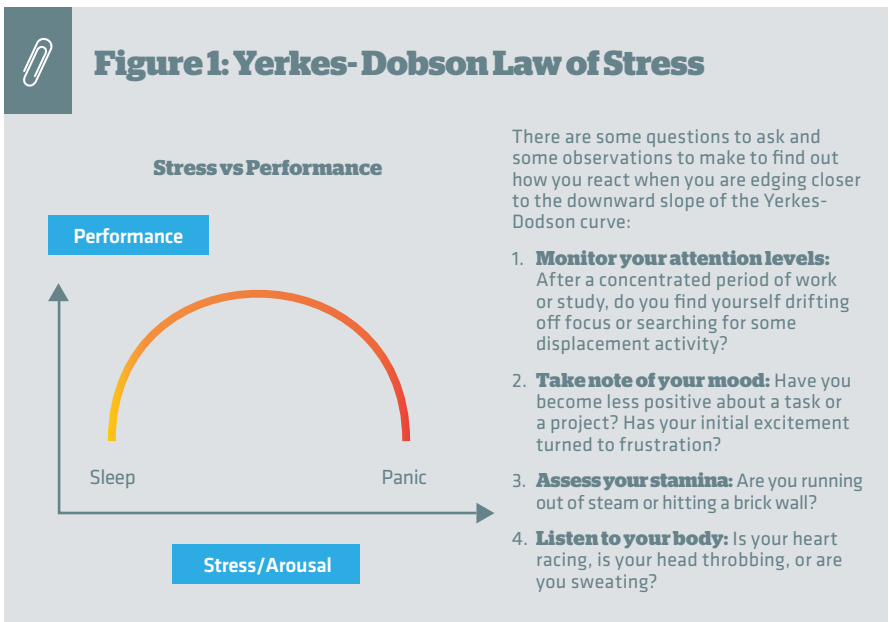 Figure 1: Yerkes- Dobson Law of Stress
Stress vs Performance
Performance
Sleep
Panic
Stress/Arousal
There are some questions to ask and
some observations to make to find out
how you react when you are edging closer
to the downward slope of the Yerkes-
Dodson curve:
1. Monitor your attention levels:
After a concentrated period of work
or study, do you find yourself drifting
off focus or searching for some
displacement activity?
2. Take note of your mood: Have you
become less positive about a task or
a project? Has your initial excitement
turned to frustration?
3. Assess your stamina: Are you running
out of steam or hitting a brick wall?
4. Listen to your body: Is your heart
racing, is your head throbbing, or are
you sweating?